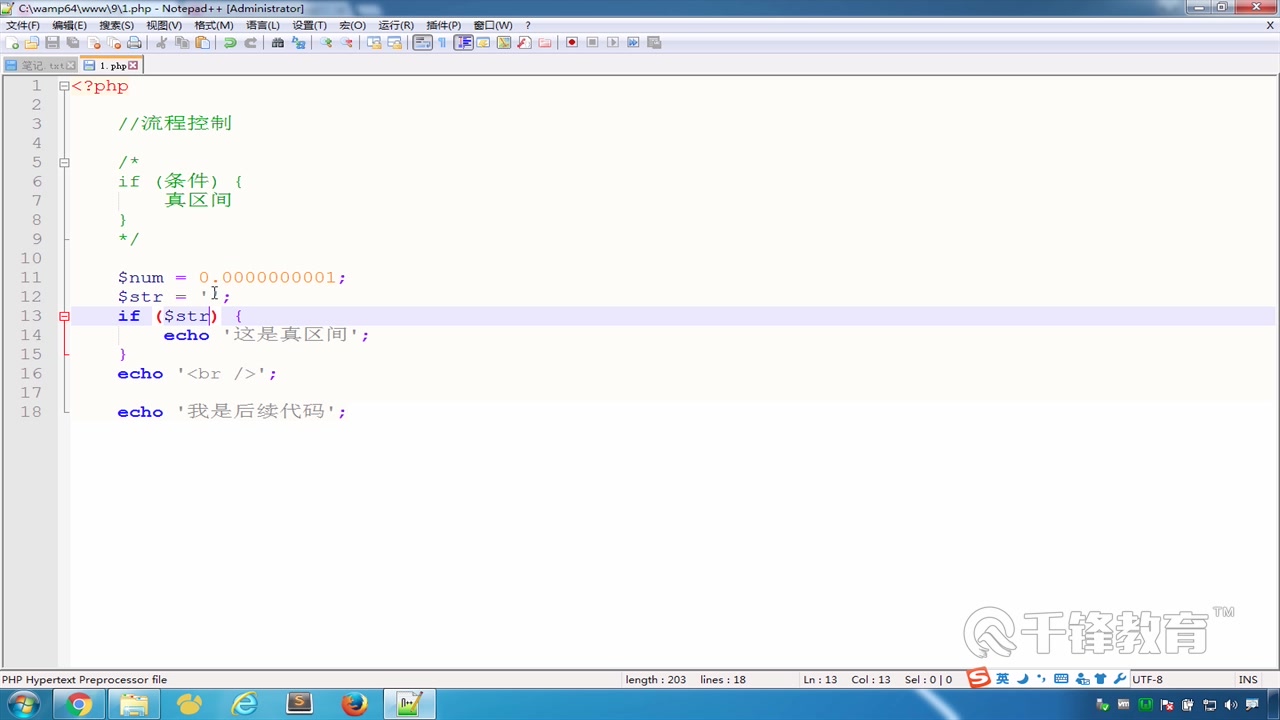 C:\wamp64\www\9\1.php - Notepad++ [Administrator]
文件(F) 编辑(E) 搜索(S) 视图(V) 格式(M) 语言(L) 设置(T) 宏(O) 运行(R) 插件(P) 窗口(W) ? X
笔记.txt 1.php
1 <?php
2
3 //流程控制
4
5 /*
6 if (条件) {
7 真区间
8 }
9 */
10
11 $num = 0.0000000001;
12 $str = '';
13 if ($str) {
14 echo '这是真区间';
15 }
16 echo '<br />';
17
18 echo '我是后续代码';
千锋教育™
PHP Hypertext Preprocessor file length : 203 lines : 18 Ln : 13 Col : 13 Sel : 0 | 0 英 UTF-8 INS